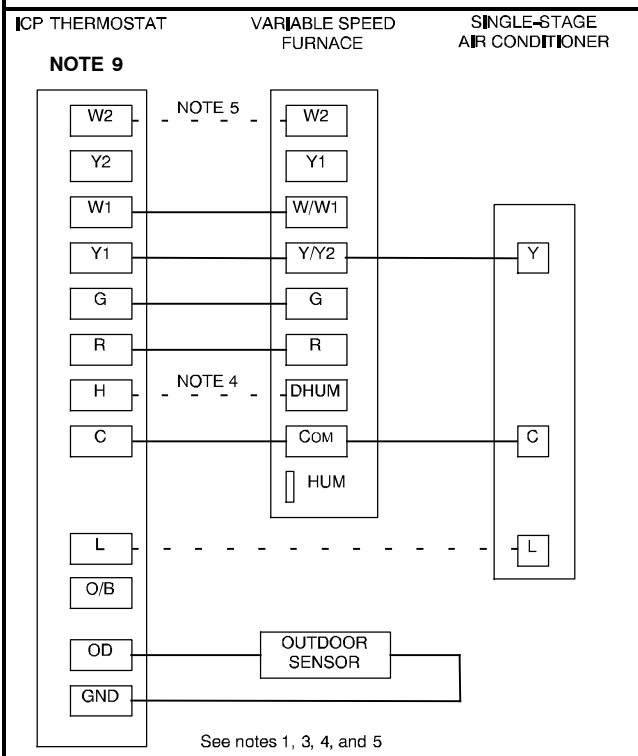 ICP THERMOSTAT VARIABLE SPEED FURNACE SINGLE-STAGE AIR CONDITIONER
NOTE 9
W2 NOTE 5 W2
Y2 Y1
W1 W/W1
Y1 Y/Y2 Y
G G
R R
H NOTE 4 DHUM
C COM C
HUM
L L
O/B
OD OUTDOOR SENSOR
GND
See notes 1, 3, 4, and 5